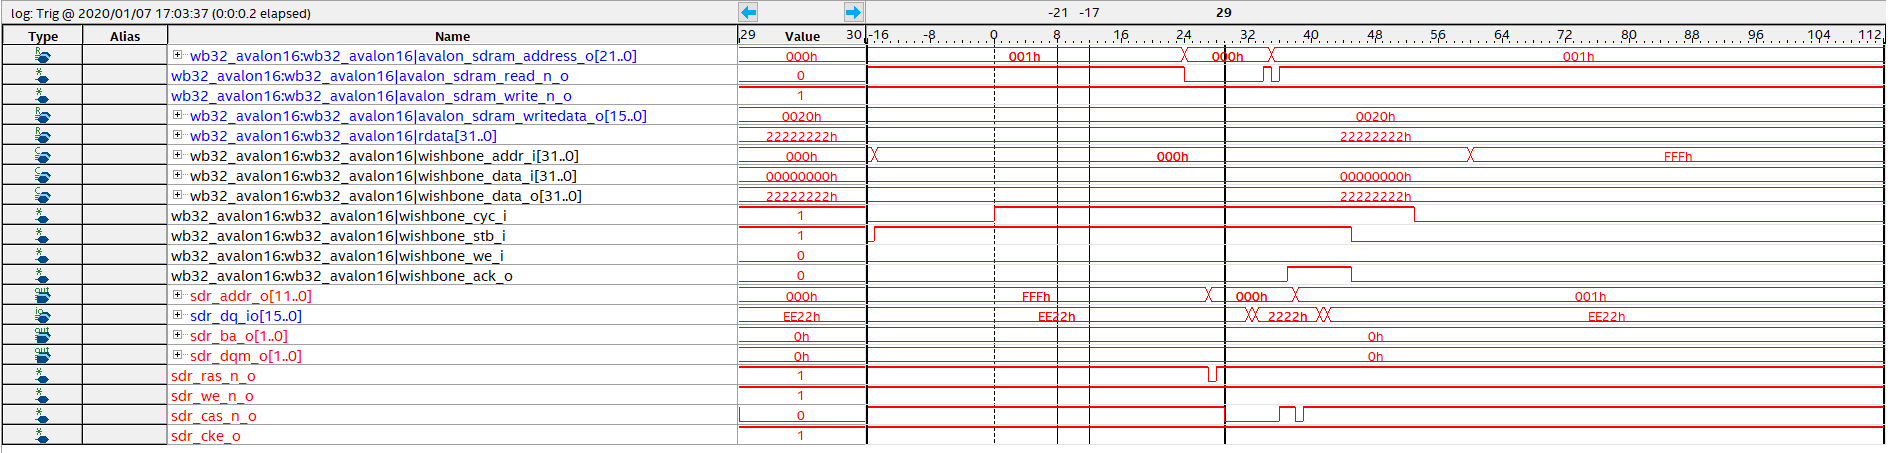 log: Trig @ 2020/01/07 17:03:37 (0:0:0.2 elapsed) -21 -17 29
Type Alias Name 29 Value 30 -16 -8 0 8 16 24 32 40 48 56 64 72 80 88 96 104 112
wb32_avalon16:wb32_avalon16|avalon_sdram_address_o[21..0] 000h 001h 000h 001h
wb32_avalon16:wb32_avalon16|avalon_sdram_read_n_o 0
wb32_avalon16:wb32_avalon16|avalon_sdram_write_n_o 1
wb32_avalon16:wb32_avalon16|avalon_sdram_writedata_o[15..0] 0020h 0020h
wb32_avalon16:wb32_avalon16|rdata[31..0] 22222222h 22222222h
wb32_avalon16:wb32_avalon16|wishbone_addr_i[31..0] 000h 000h FFFh
wb32_avalon16:wb32_avalon16|wishbone_data_i[31..0] 00000000h 00000000h
wb32_avalon16:wb32_avalon16|wishbone_data_o[31..0] 22222222h 22222222h
wb32_avalon16:wb32_avalon16|wishbone_cyc_i 1
wb32_avalon16:wb32_avalon16|wishbone_stb_i 1
wb32_avalon16:wb32_avalon16|wishbone_we_i 0
wb32_avalon16:wb32_avalon16|wishbone_ack_o 0
sdr_addr_o[11..0] 000h FFFh 000h 001h
sdr_dq_io[15..0] EE22h EE22h 2222h EE22h
sdr_ba_o[1..0] 0h 0h
sdr_dqm_o[1..0] 0h 0h
sdr_ras_n_o 1
sdr_we_n_o 1
sdr_cas_n_o 0
sdr_cke_o 1